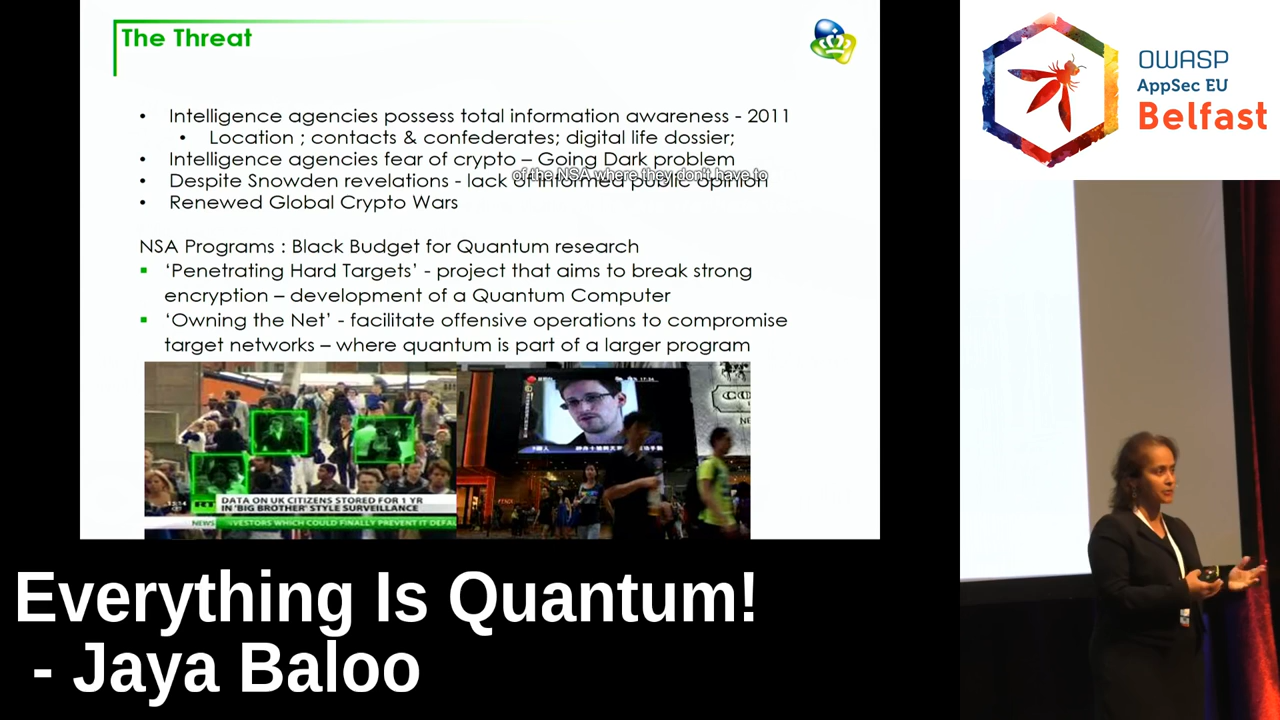 The Threat
• Intelligence agencies possess total information awareness - 2011
• Location ; contacts & confederates; digital life dossier;
• Intelligence agencies fear of crypto – Going Dark problem
of the NSA where they don't have to
• Despite Snowden revelations - lack of informed public opinion
• Renewed Global Crypto Wars
NSA Programs : Black Budget for Quantum research
▪ ‘Penetrating Hard Targets’ - project that aims to break strong
encryption – development of a Quantum Computer
▪ ‘Owning the Net’ - facilitate offensive operations to compromise
target networks – where quantum is part of a larger program
RT
DATA ON UK CITIZENS STORED FOR 1 YR
IN 'BIG BROTHER' STYLE SURVEILLANCE
NEWS
VESTORS WHICH COULD FINALLY PREVENT IT DEFAL
OWASP
AppSec EU
Belfast
Everything Is Quantum!
- Jaya Baloo